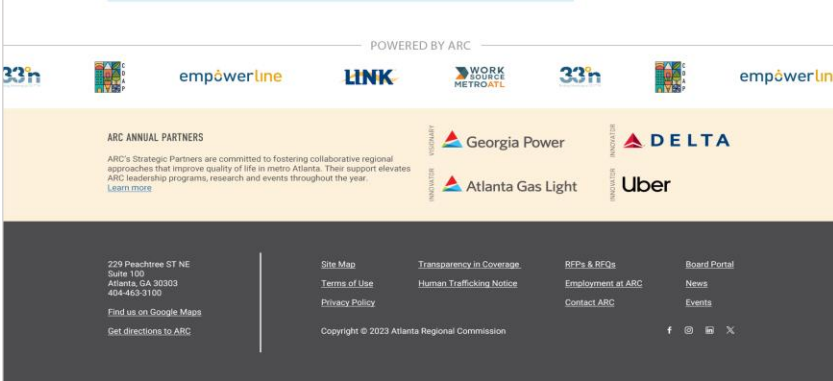 POWERED BY ARC
33n
CDAP
empowerline
LINK
WORK
SOURCE
METROATL
33n
CDAP
empowerlin
ARC ANNUAL PARTNERS
ARC's Strategic Partners are committed to fostering collaborative regional
approaches that improve quality of life in metro Atlanta. Their support elevates
ARC leadership programs, research and events throughout the year.
Learn more
VISIONARY
Georgia Power
INNOVATOR
DELTA
INNOVATOR
Atlanta Gas Light
INNOVATOR
Uber
229 Peachtree ST NE
Suite 100
Atlanta, GA 30303
404-463-3100
Find us on Google Maps
Get directions to ARC
Site Map
Terms of Use
Privacy Policy
Transparency in Coverage
Human Trafficking Notice
RFPs & RFQs
Employment at ARC
Contact ARC
Board Portal
News
Events
Copyright © 2023 Atlanta Regional Commission